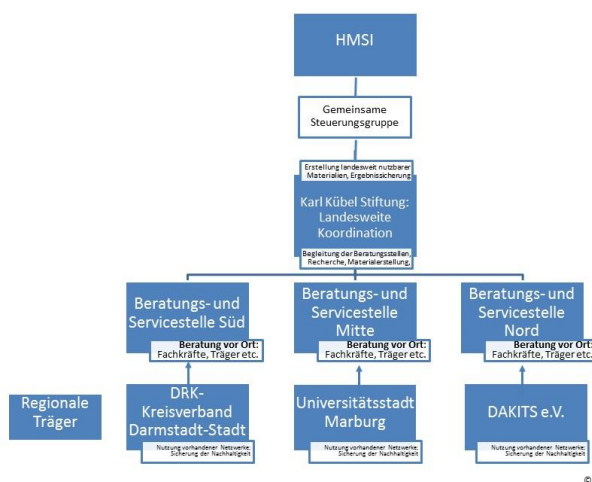 HMSI
Gemeinsame
Steuerungsgruppe
Erstellung landesweit nutzbarer
Materialien, Ergebnissicherung
Karl Kübel Stiftung:
Landesweite
Koordination
Begleitung der Beratungsstellen,
Recherche, Materialerstellung,
Beratungs- und
Servicestelle Süd
Beratung vor Ort:
Fachkräfte, Träger etc.
Beratungs- und
Servicestelle
Mitte
Beratung vor Ort:
Fachkräfte, Träger etc.
Beratungs- und
Servicestelle
Nord
Beratung vor Ort:
Fachkräfte, Träger etc.
Regionale
Träger
DRK-
Kreisverband
Darmstadt-Stadt
Nutzung vorhandener Netzwerke;
Sicherung der Nachhaltigkeit
Universitätsstadt
Marburg
Nutzung vorhandener Netzwerke;
Sicherung der Nachhaltigkeit
DAKITS e.V.
Nutzung vorhandener Netzwerke;
Sicherung der Nachhaltigkeit
©